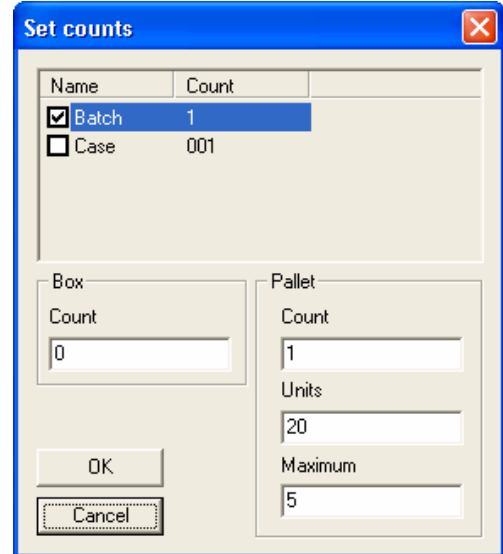 Set counts
Name Count
Batch 1
Case 001
Box
Count
0
Pallet
Count
1
Units
20
Maximum
5
OK
Cancel